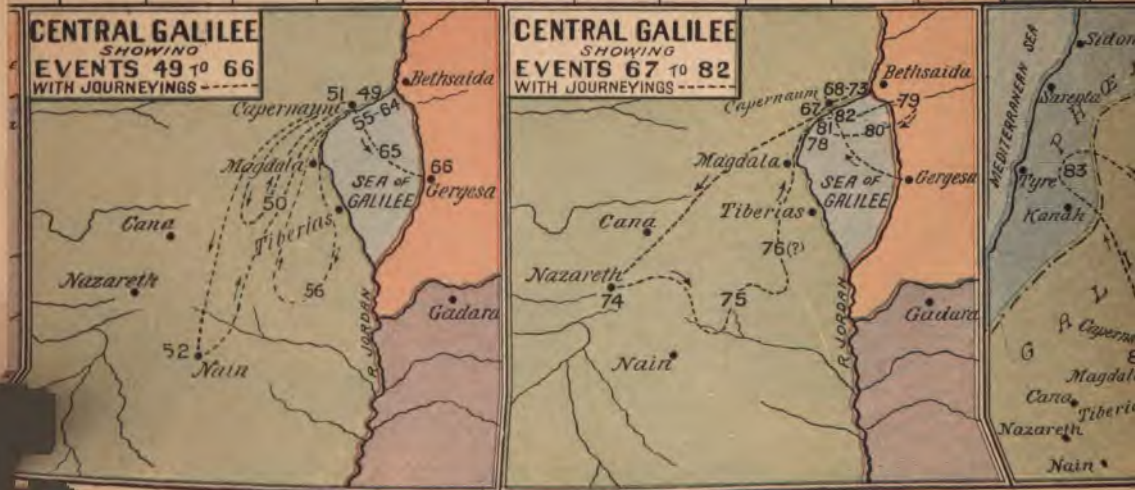 CENTRAL GALILEE
SHOWING
EVENTS 49 TO 66
WITH JOURNEYINGS
51 49
Bethsaida
Capernaum
55-64
65
Magdala
66
SEA OF
GALILEE
Gergesa
50
Tiberias
Cana
Nazareth
56
R. JORDAN
Gadara
52
Nain
CENTRAL GALILEE
SHOWING
EVENTS 67 TO 82
WITH JOURNEYINGS
68-73
Bethsaida
Capernaum
67
82
79
81
80
78
Magdala
SEA OF
GALILEE
Gergesa
Tiberias
Cana
76(?)
Nazareth
74
75
R. JORDAN
Gadara
Nain
MEDITERRANEAN SEA
Sidon
Sarepta
P H Œ
Tyre
83
Kanah
G
Magdala
Cana
Nazareth
Nain